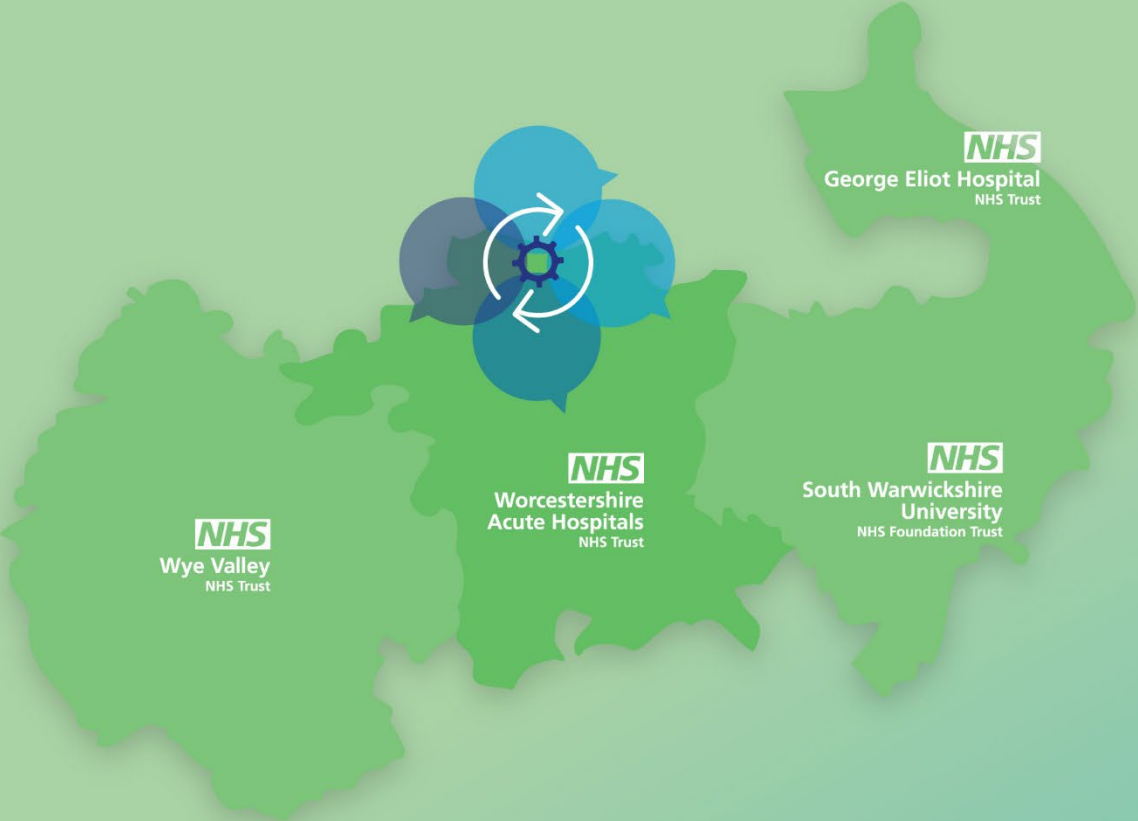 NHS
George Eliot Hospital
NHS Trust
NHS
South Warwickshire
University
NHS Foundation Trust
NHS
Worcestershire
Acute Hospitals
NHS Trust
NHS
Wye Valley
NHS Trust